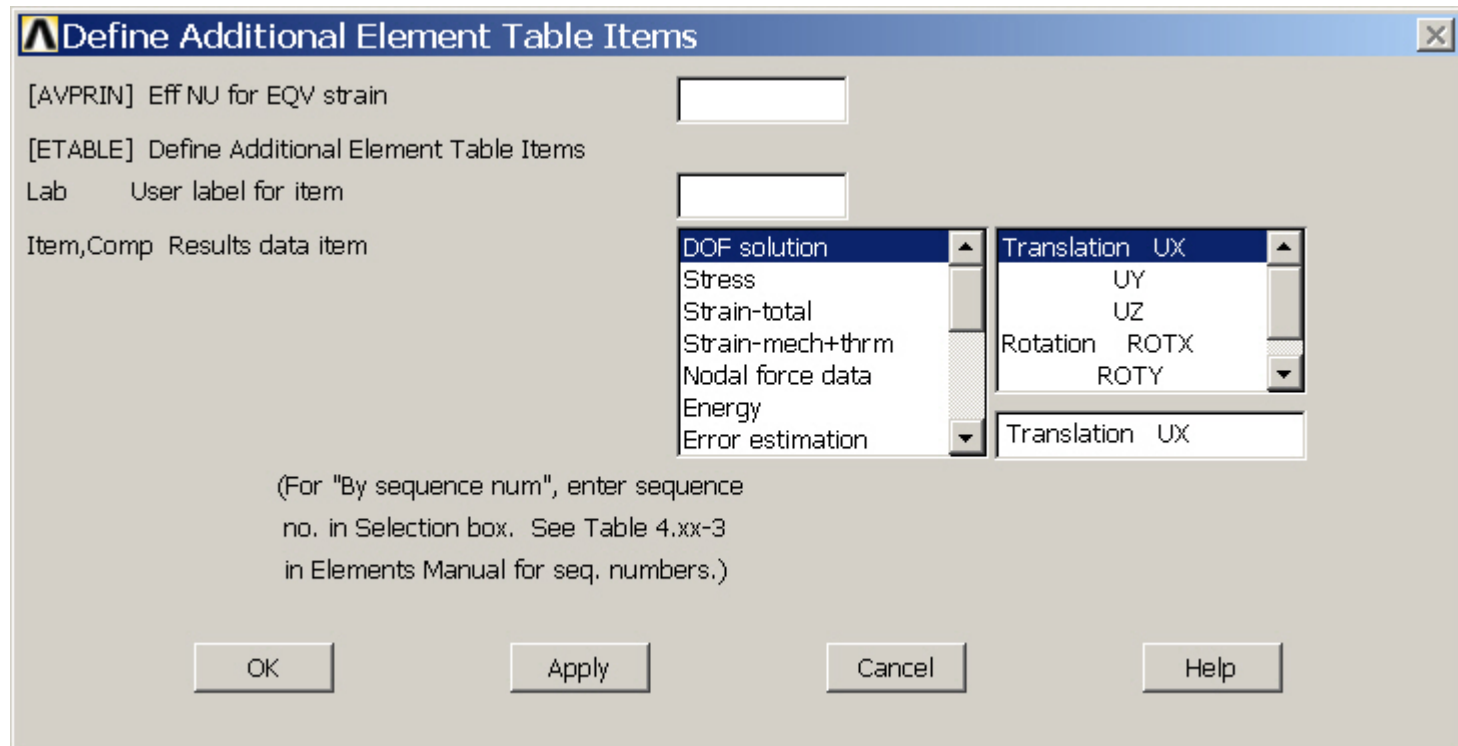 Define Additional Element Table Items
[AVPRIN] Eff NU for EQV strain
[ETABLE] Define Additional Element Table Items
Lab User label for item
Item,Comp Results data item
DOF solution
Stress
Strain-total
Strain-mech+thrm
Nodal force data
Energy
Error estimation
Translation UX
UY
UZ
Rotation ROTX
ROTY
Translation UX
(For "By sequence num", enter sequence
no. in Selection box. See Table 4.xx-3
in Elements Manual for seq. numbers.)
OK Apply Cancel Help